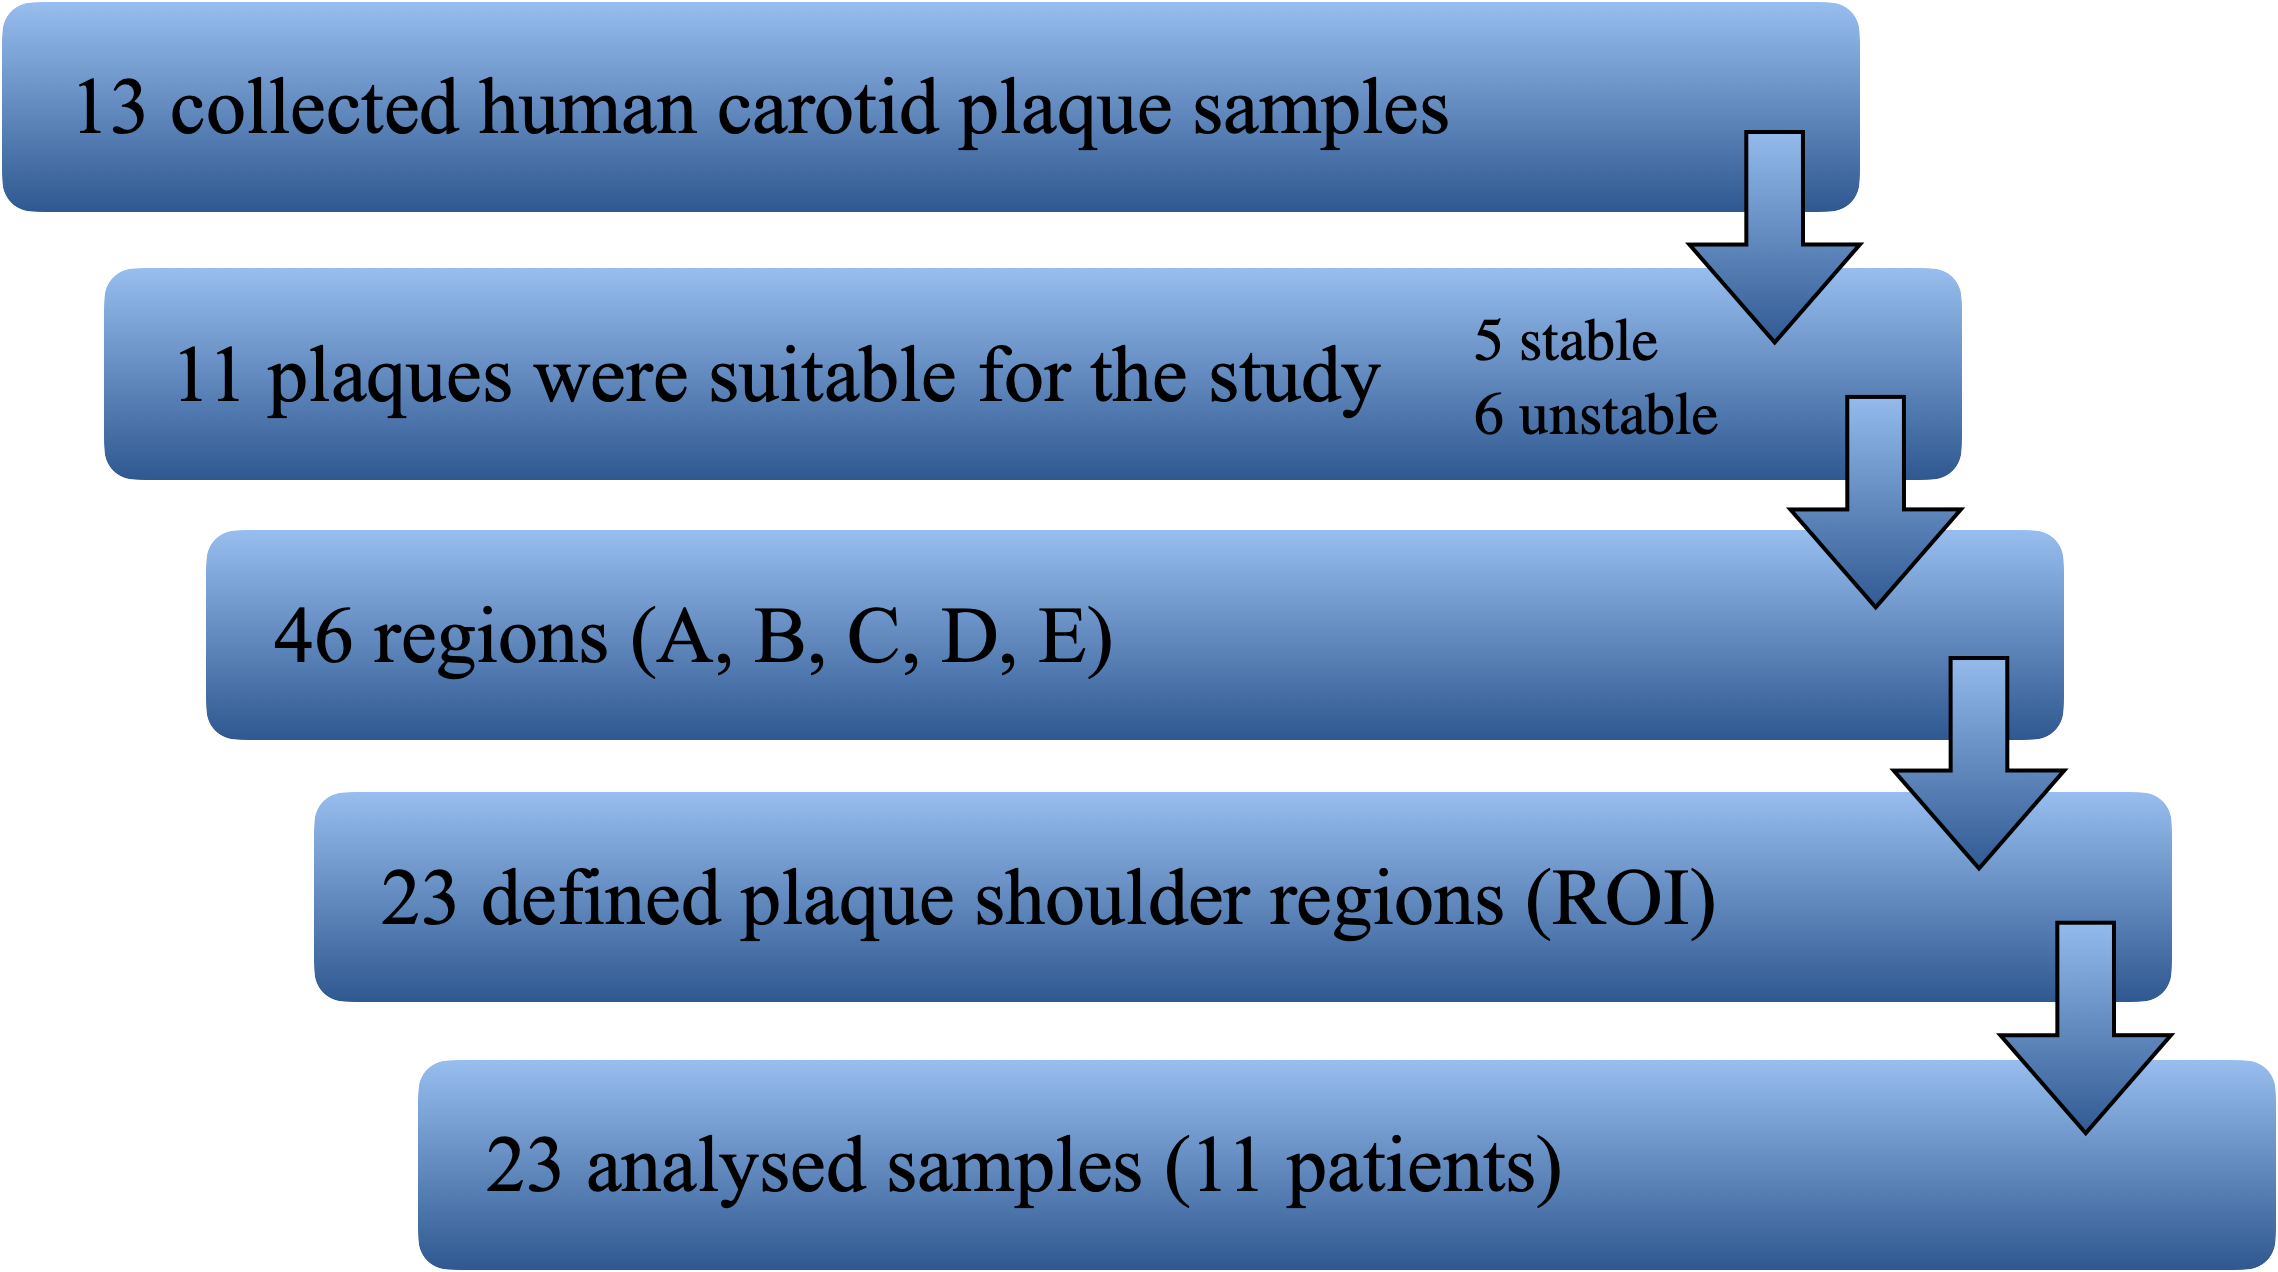 13 collected human carotid plaque samples
11 plaques were suitable for the study
5 stable
6 unstable
46 regions (A, B, C, D, E)
23 defined plaque shoulder regions (ROI)
23 analysed samples (11 patients)